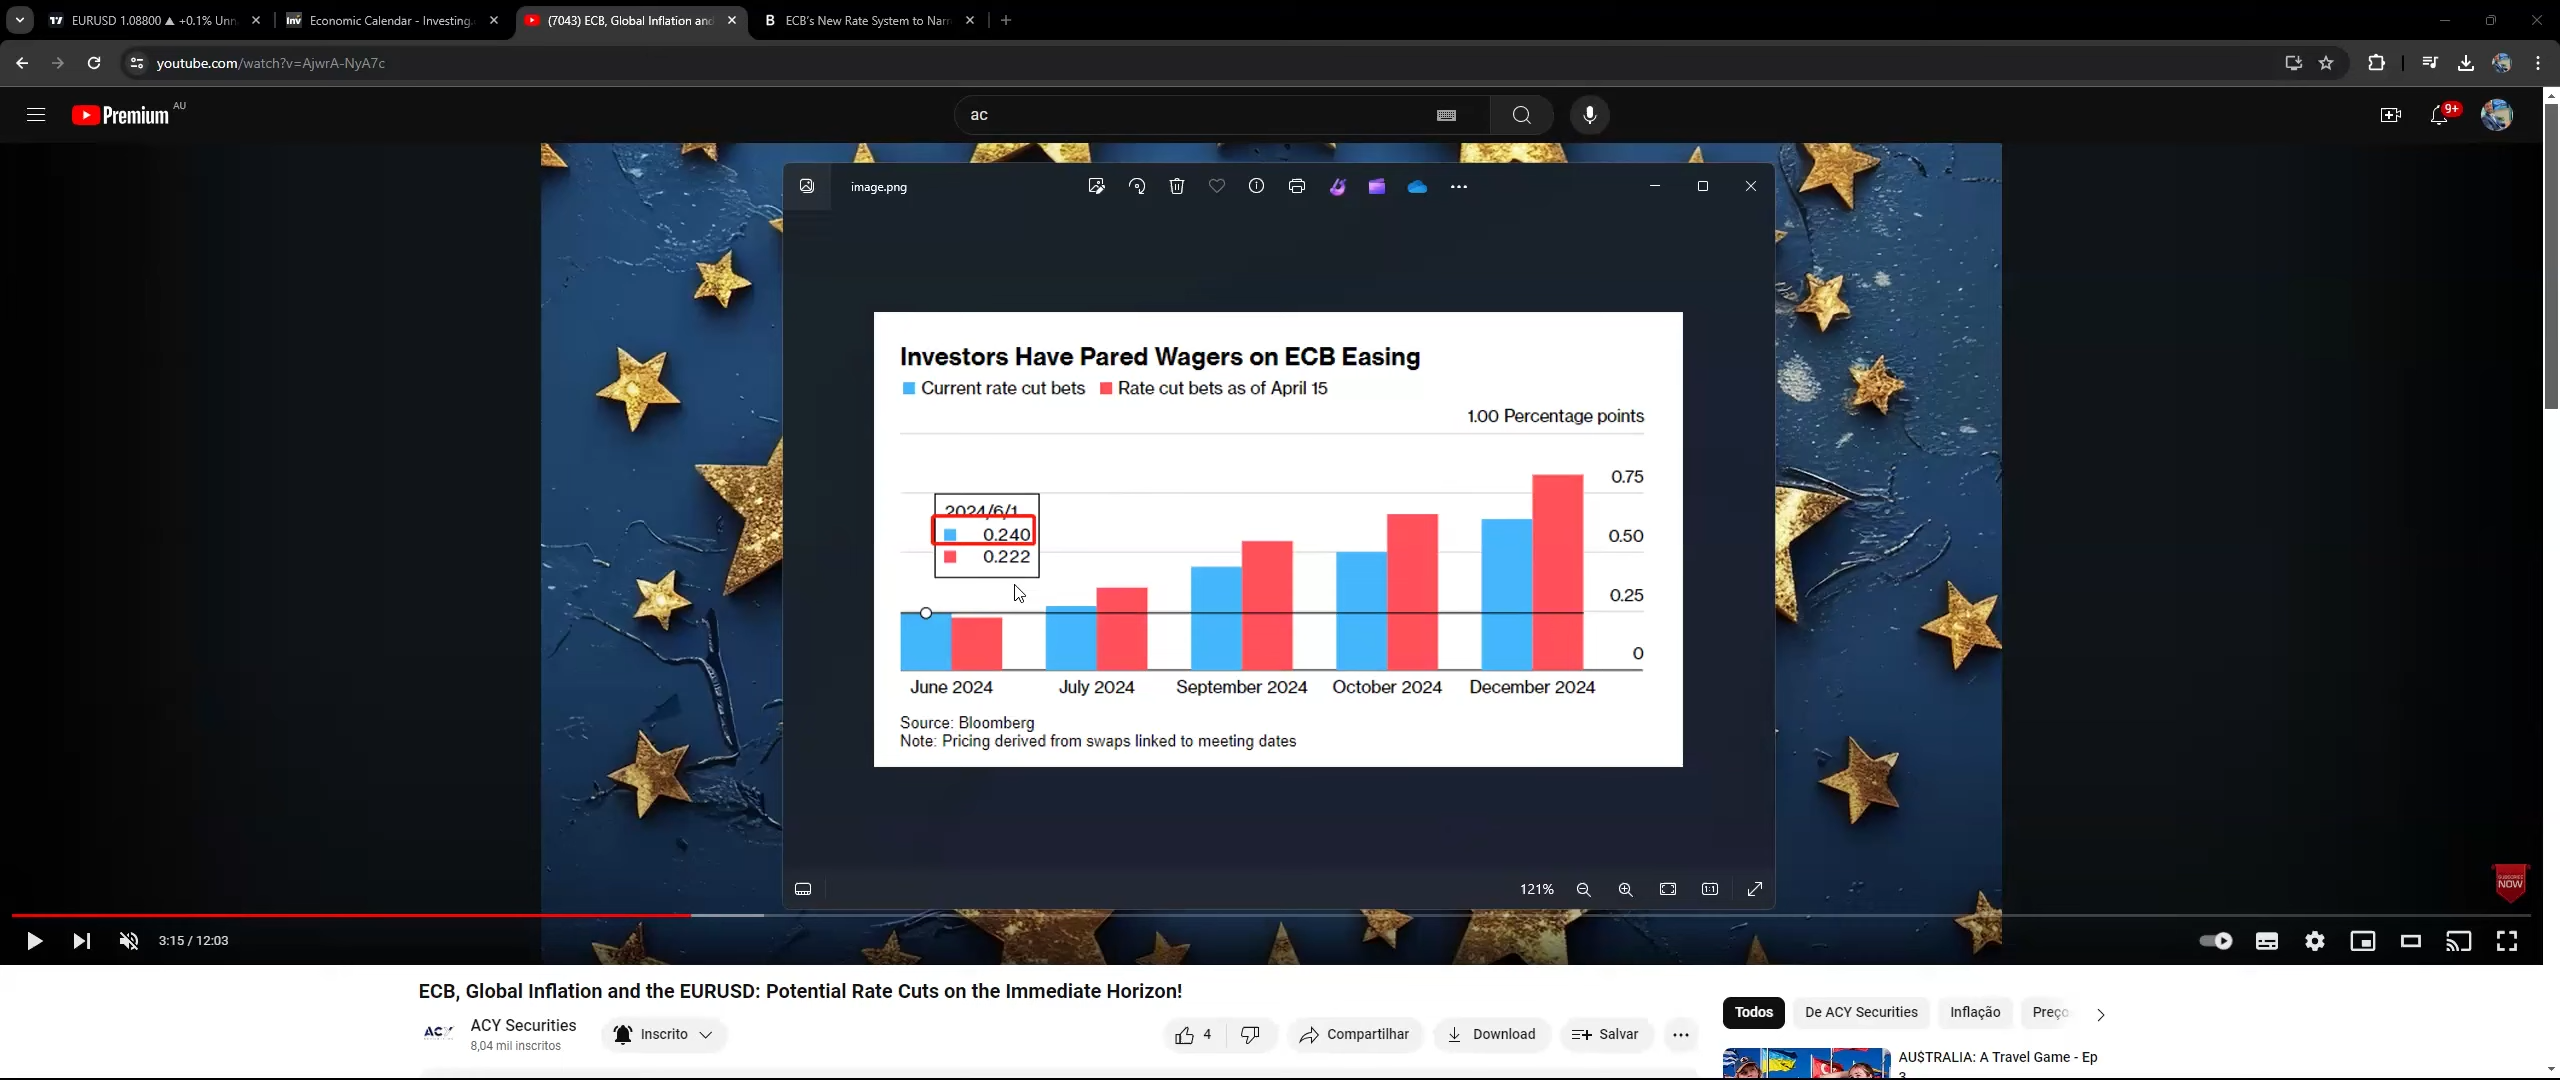 EURUSD 1.08800 ▲ +0.1% Unn
Economic Calendar - Investing.
(7043) ECB, Global Inflation and
ECB's New Rate System to Narr
youtube.com/watch?v=AjwrA-NyA7c
Premium AU
ac
9+
image.png
Investors Have Pared Wagers on ECB Easing
Current rate cut bets Rate cut bets as of April 15
1.00 Percentage points
0.75
2024/6/1
0.240
0.50
0.222
0.25
0
June 2024 July 2024 September 2024 October 2024 December 2024
Source: Bloomberg
Note: Pricing derived from swaps linked to meeting dates
121%
SUBSCRIBE
NOW
3:15 / 12:03
ECB, Global Inflation and the EURUSD: Potential Rate Cuts on the Immediate Horizon!
ACY
ACY Securities
8,04 mil inscritos
Inscrito
4
Compartilhar
Download
Salvar
Todos
De ACY Securities
Inflação
Preço
AU$TRALIA: A Travel Game - Ep